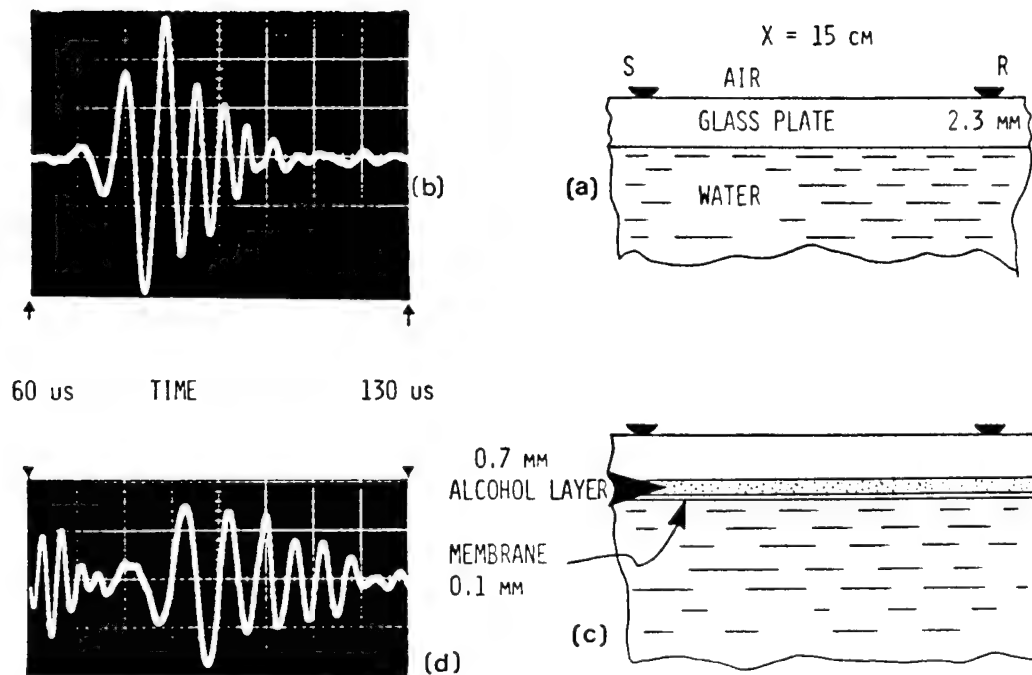 X = 15 CM
S
AIR
R
GLASS PLATE
2.3 MM
(b)
(a)
WATER
60 us
TIME
130 us
0.7 MM
ALCOHOL LAYER
MEMBRANE
0.1 MM
(d)
(c)